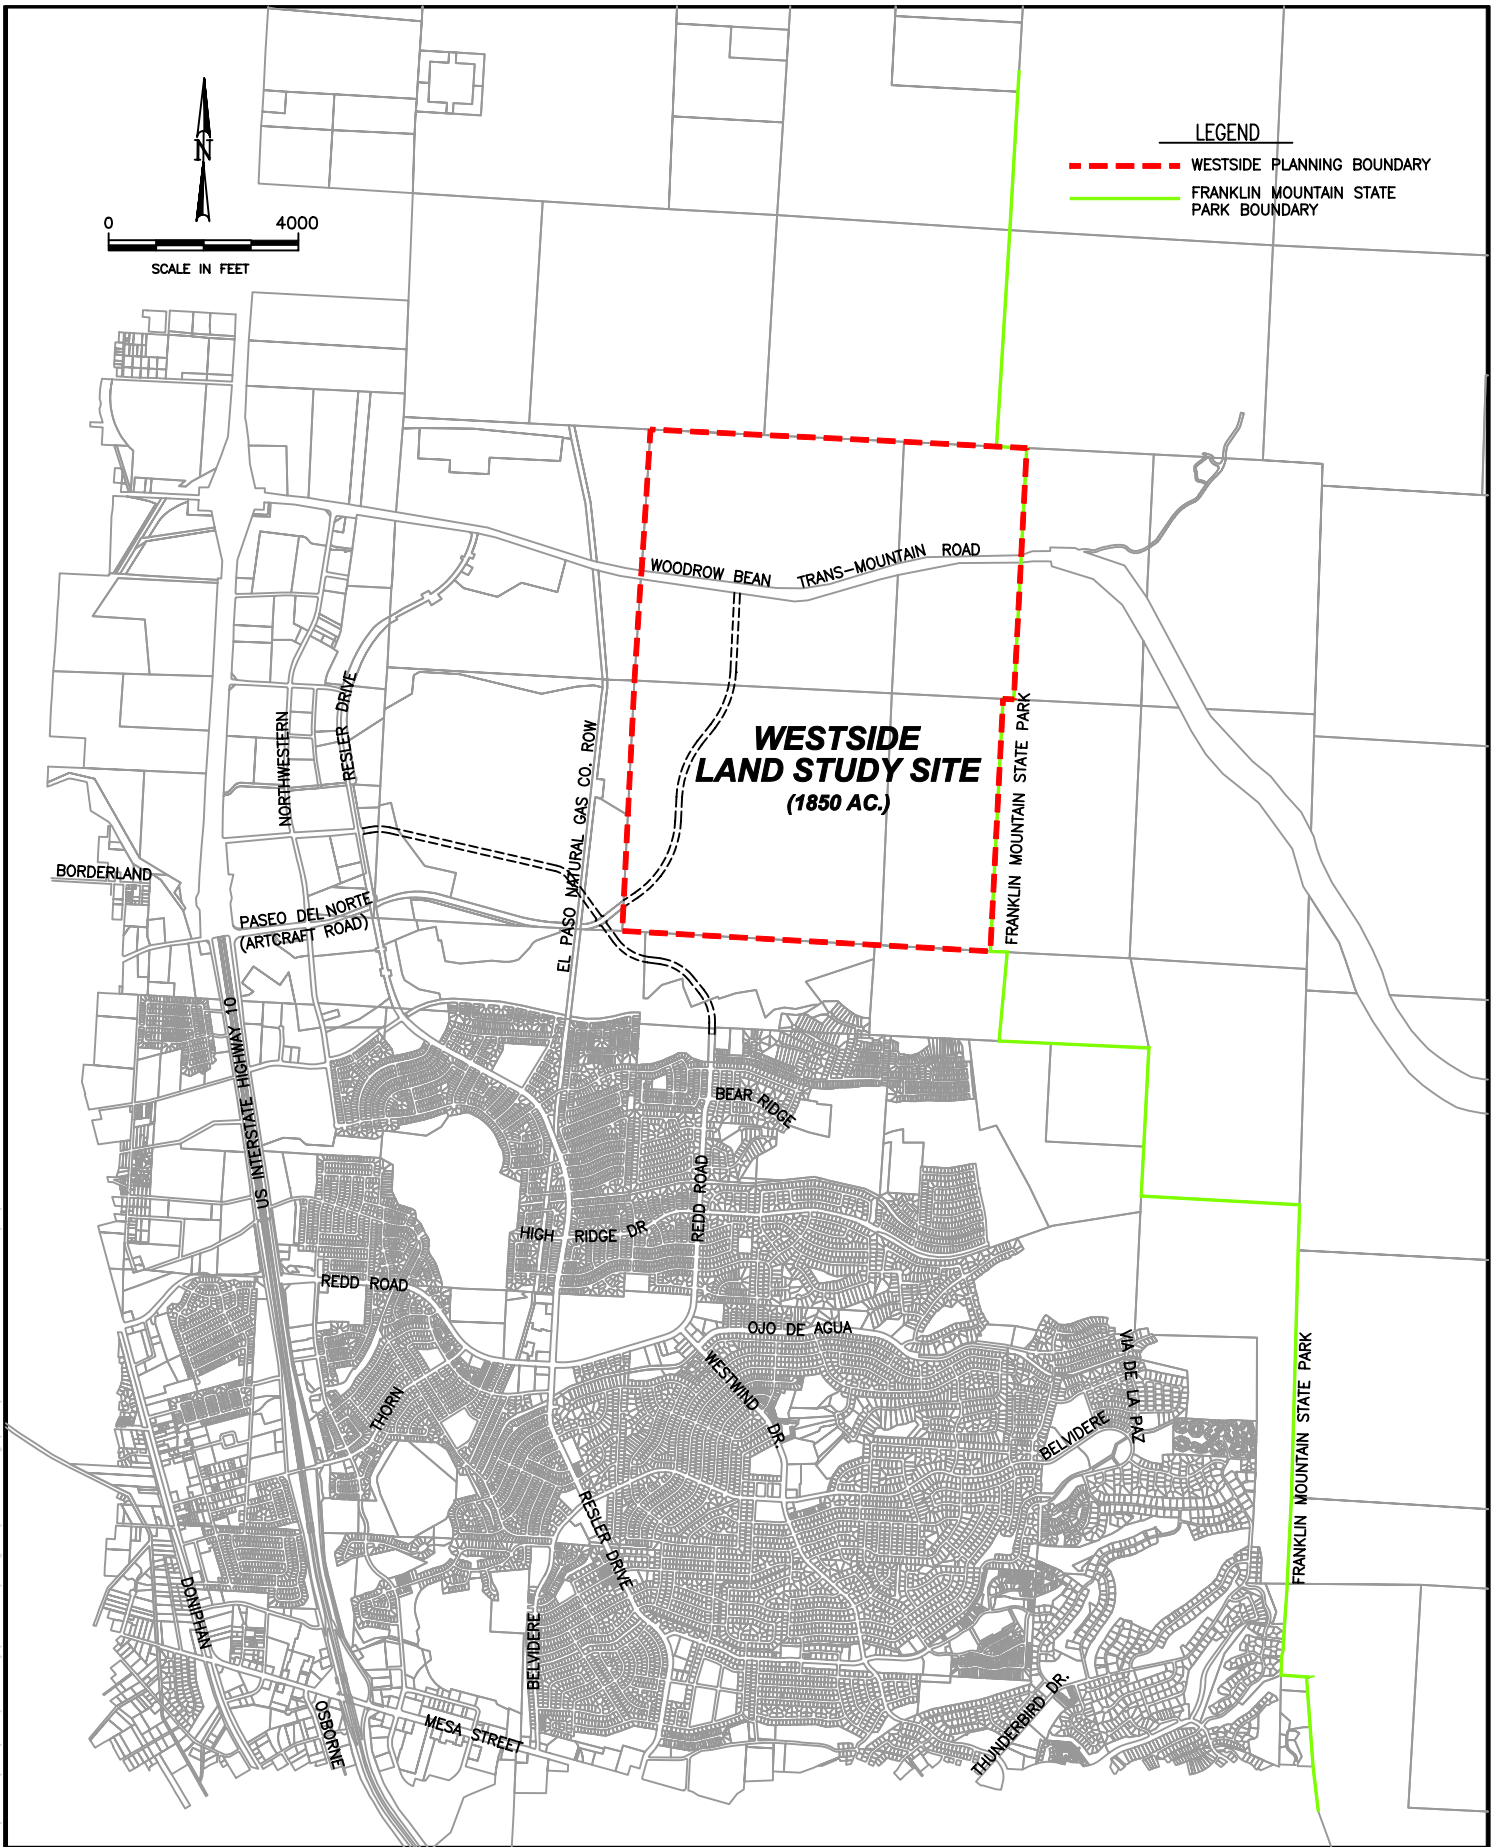 LEGEND
WESTSIDE PLANNING BOUNDARY
FRANKLIN MOUNTAIN STATE
PARK BOUNDARY
N
0 4000
SCALE IN FEET
WOODROW BEAN TRANS-MOUNTAIN ROAD
RESLER DRIVE
NORTHWESTERN
EL PASO NATURAL GAS CO. ROW
WESTSIDE
LAND STUDY SITE
(1850 AC.)
FRANKLIN MOUNTAIN STATE PARK
BORDERLAND
PASEO DEL NORTE
(ARTCRAFT ROAD)
US INTERSTATE HIGHWAY 10
BEAR RIDGE
REDD ROAD
HIGH RIDGE DR
REDD ROAD
OJO DE AGUA
WESTWIND DR.
VIA DE LA PAZ
BELVIDERE
THORN
FRANKLIN MOUNTAIN STATE PARK
RESLER DRIVE
DONIPHAN
BELVIDERE
OSBORNE
MESA STREET
THUNDERBIRD DR.